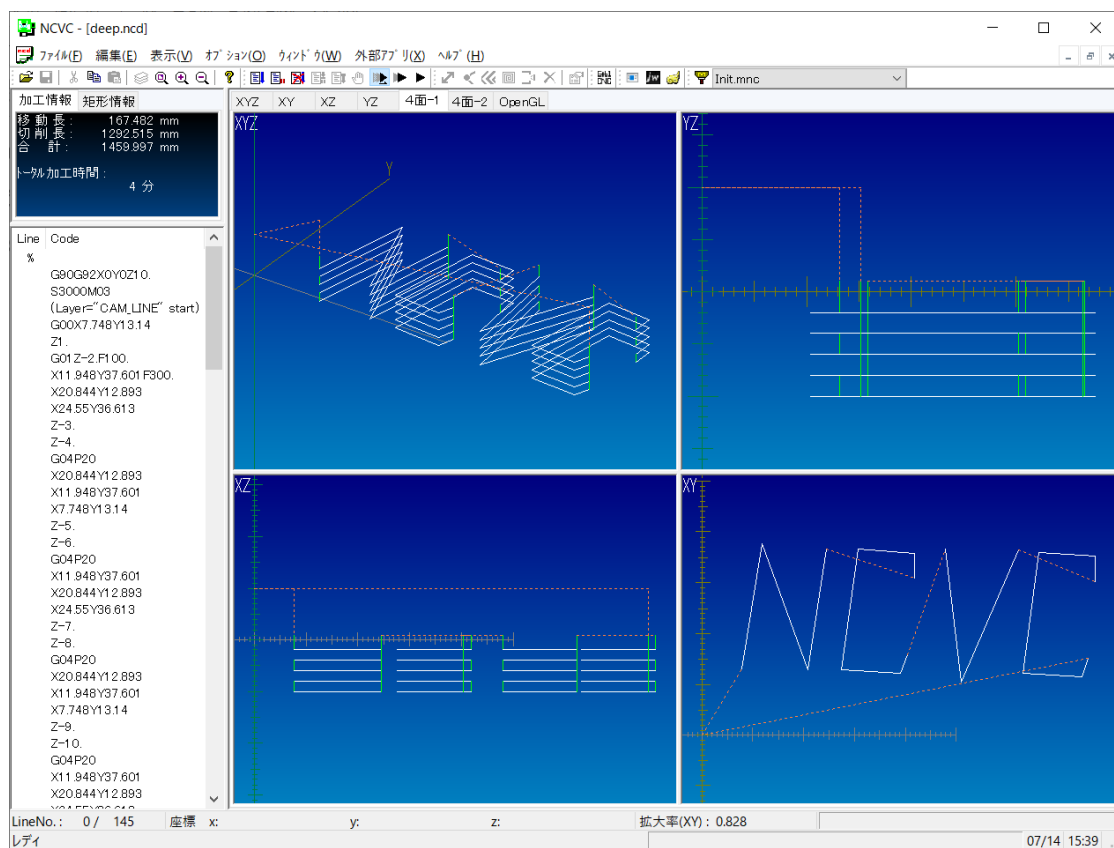 NCVC - [deep.ncd]
ファイル(F) 編集(E) 表示(V) オプション(O) ウィンドウ(W) 外部アプリ(X) ヘルプ(H)
Init.mnc
加工情報 矩形情報
XYZ XY XZ YZ 4面-1 4面-2 OpenGL
移動長: 167.482 mm
切削長: 1292.515 mm
合 計: 1459.997 mm
トータル加工時間:
4 分
Line Code
%
G90G92X0Y0Z10.
S3000M03
(Layer="CAM_LINE" start)
G00X7.748Y13.14
Z1.
G01Z-2.F100.
X11.948Y37.601F300.
X20.844Y12.893
X24.55Y36.613
Z-3.
Z-4.
G04P20
X20.844Y12.893
X11.948Y37.601
X7.748Y13.14
Z-5.
Z-6.
G04P20
X11.948Y37.601
X20.844Y12.893
X24.55Y36.613
Z-7.
Z-8.
G04P20
X20.844Y12.893
X11.948Y37.601
X7.748Y13.14
Z-9.
Z-10.
G04P20
X11.948Y37.601
X20.844Y12.893
X24.55Y36.613
XYZ
Y
YZ
XZ
XY
LineNo.: 0 / 145 座標 x: y: z: 拡大率(XY) : 0.828
レディ 07/14 15:39